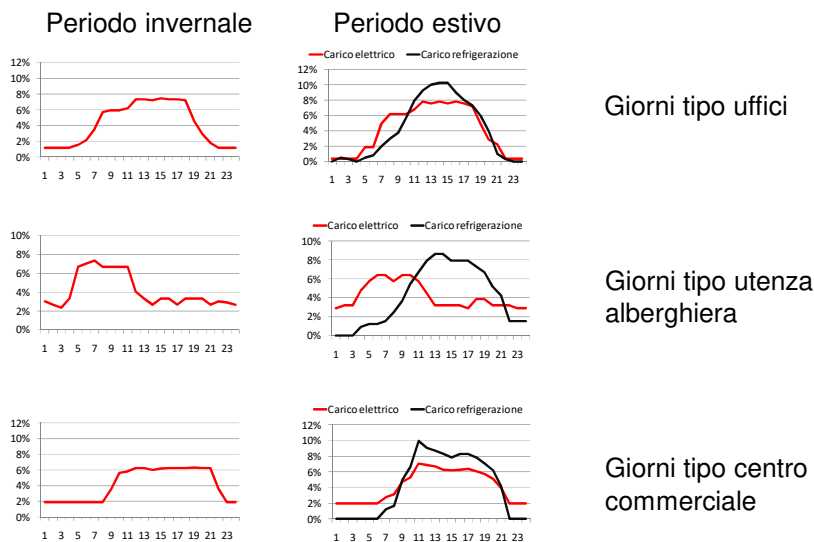 Periodo invernale
Periodo estivo
12%
10%
8%
6%
4%
2%
0%
1 3 5 7 9 11 13 15 17 19 21 23
Carico elettrico Carico refrigerazione
12%
10%
8%
6%
4%
2%
0%
1 3 5 7 9 11 13 15 17 19 21 23
Giorni tipo uffici
10%
8%
6%
4%
2%
0%
1 3 5 7 9 11 13 15 17 19 21 23
Carico elettrico Carico refrigerazione
10%
8%
6%
4%
2%
0%
1 3 5 7 9 11 13 15 17 19 21 23
Giorni tipo utenza
alberghiera
12%
10%
8%
6%
4%
2%
0%
1 3 5 7 9 11 13 15 17 19 21 23
Carico elettrico Carico refrigerazione
12%
10%
8%
6%
4%
2%
0%
1 3 5 7 9 11 13 15 17 19 21 23
Giorni tipo centro
commerciale